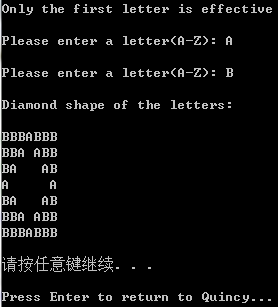 Only the first letter is effective
Please enter a letter(A-Z): A
Please enter a letter(A-Z): B
Diamond shape of the letters:
BBBABBB
BBA ABB
BA   AB
A     A
BA   AB
BBA ABB
BBBABBB
请按任意键继续. . .
Press Enter to return to Quincy...